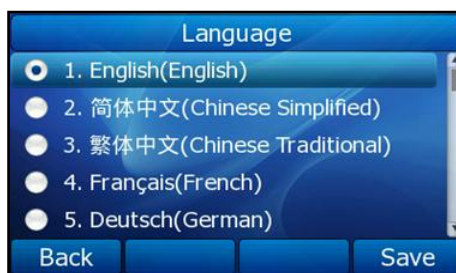 Language
1. English(English)
2. 简体中文(Chinese Simplified)
3. 繁体中文(Chinese Traditional)
4. Français(French)
5. Deutsch(German)
Back Save